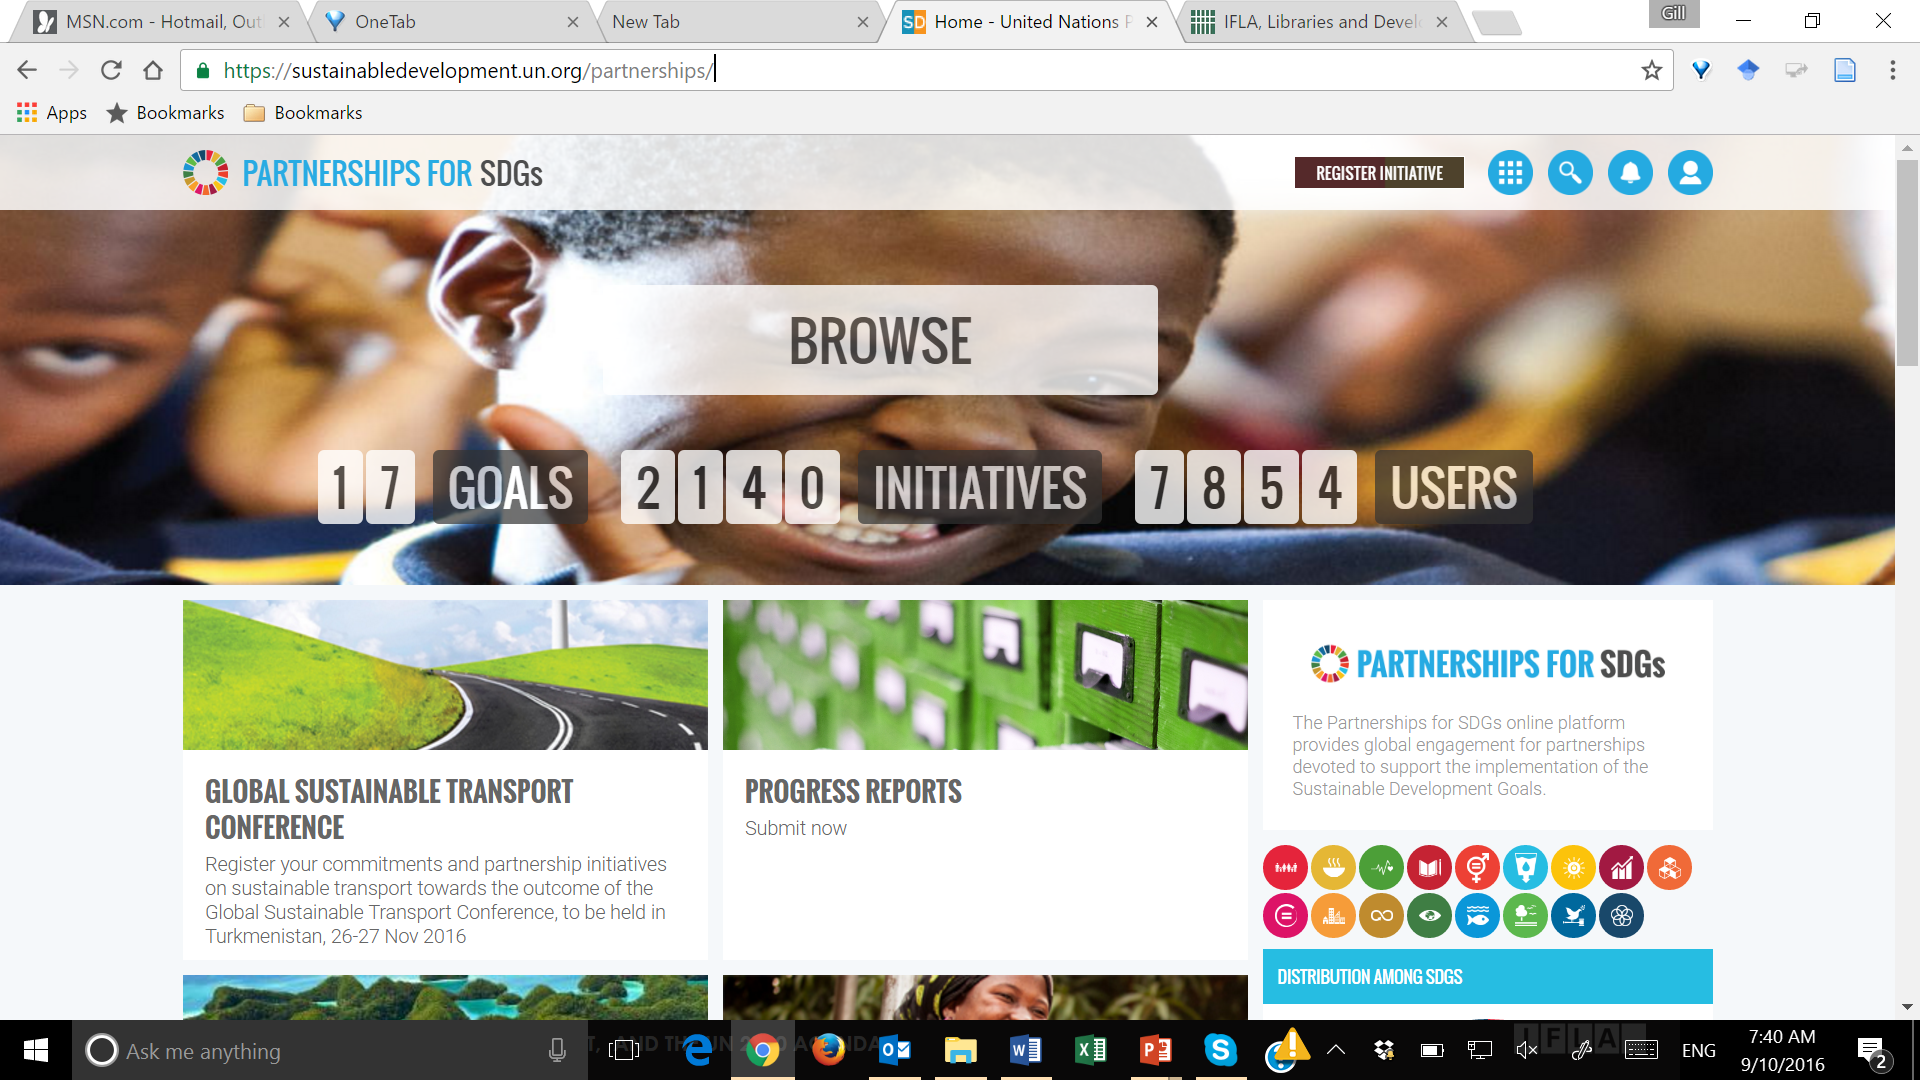 MSN.com - Hotmail, Out
OneTab
New Tab
SD Home - United Nations P
IFLA, Libraries and Devel
Gill
https://sustainabledevelopment.un.org/partnerships/
Apps
Bookmarks
Bookmarks
PARTNERSHIPS FOR SDGs
REGISTER INITIATIVE
BROWSE
17 GOALS 2140 INITIATIVES 7854 USERS
GLOBAL SUSTAINABLE TRANSPORT
CONFERENCE
Register your commitments and partnership initiatives
on sustainable transport towards the outcome of the
Global Sustainable Transport Conference, to be held in
Turkmenistan, 26-27 Nov 2016
PROGRESS REPORTS
Submit now
PARTNERSHIPS FOR SDGs
The Partnerships for SDGs online platform
provides global engagement for partnerships
devoted to support the implementation of the
Sustainable Development Goals.
DISTRIBUTION AMONG SDGS
Ask me anything
IFLA
ENG
7:40 AM
9/10/2016
2